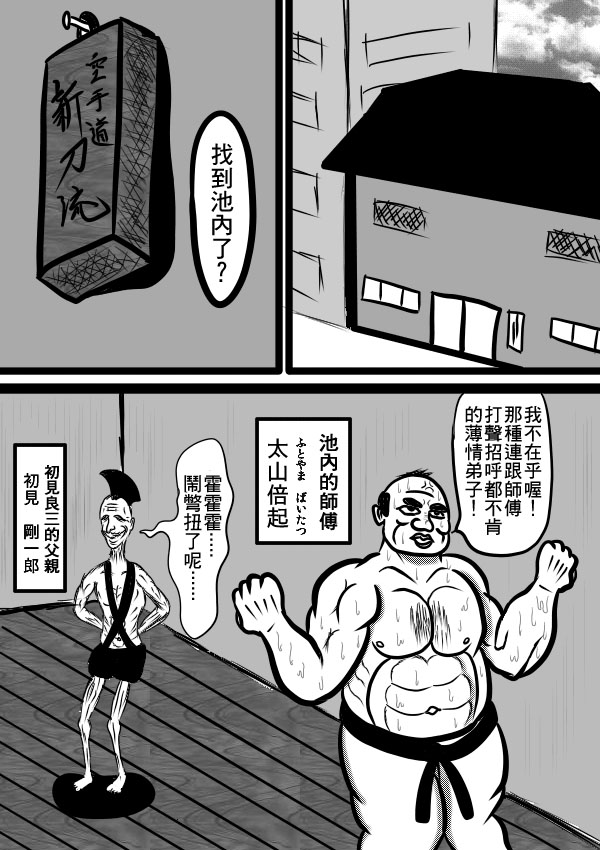 空手道
新刀流
找到池內了？
我不在乎喔！
那種連跟師傅
打聲招呼都不肯
的薄情弟子！
池內的師傅
太山倍起
ふとやま ばいたつ
霍霍霍……
鬧彆扭了呢……
初見良三的父親
初見 剛一郎